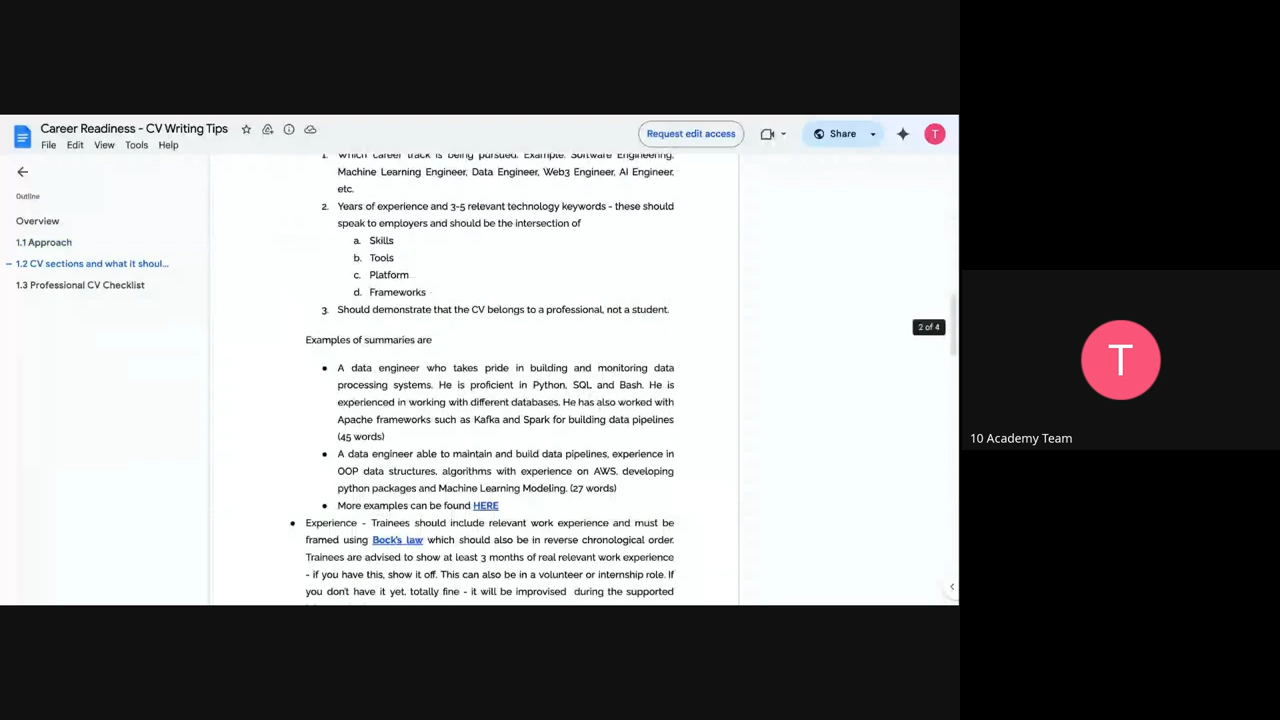 Career Readiness - CV Writing Tips
File Edit View Tools Help
Request edit access
Share
T
Outline
Overview
1.1 Approach
1.2 CV sections and what it shoul...
1.3 Professional CV Checklist
1. Which career track is being pursued. Example. Software Engineering,
Machine Learning Engineer, Data Engineer, Web3 Engineer, AI Engineer,
etc.
2. Years of experience and 3-5 relevant technology keywords - these should
speak to employers and should be the intersection of
a. Skills
b. Tools
c. Platform
d. Frameworks
3. Should demonstrate that the CV belongs to a professional, not a student.
Examples of summaries are
● A data engineer who takes pride in building and monitoring data
processing systems. He is proficient in Python, SQL and Bash. He is
experienced in working with different databases. He has also worked with
Apache frameworks such as Kafka and Spark for building data pipelines
(45 words)
● A data engineer able to maintain and build data pipelines, experience in
OOP data structures, algorithms with experience on AWS, developing
python packages and Machine Learning Modeling. (27 words)
● More examples can be found HERE
● Experience - Trainees should include relevant work experience and must be
framed using Bock's law which should also be in reverse chronological order.
Trainees are advised to show at least 3 months of real relevant work experience
- if you have this, show it off. This can also be in a volunteer or internship role. If
you don't have it yet, totally fine - it will be improvised during the supported
2 of 4
T
10 Academy Team